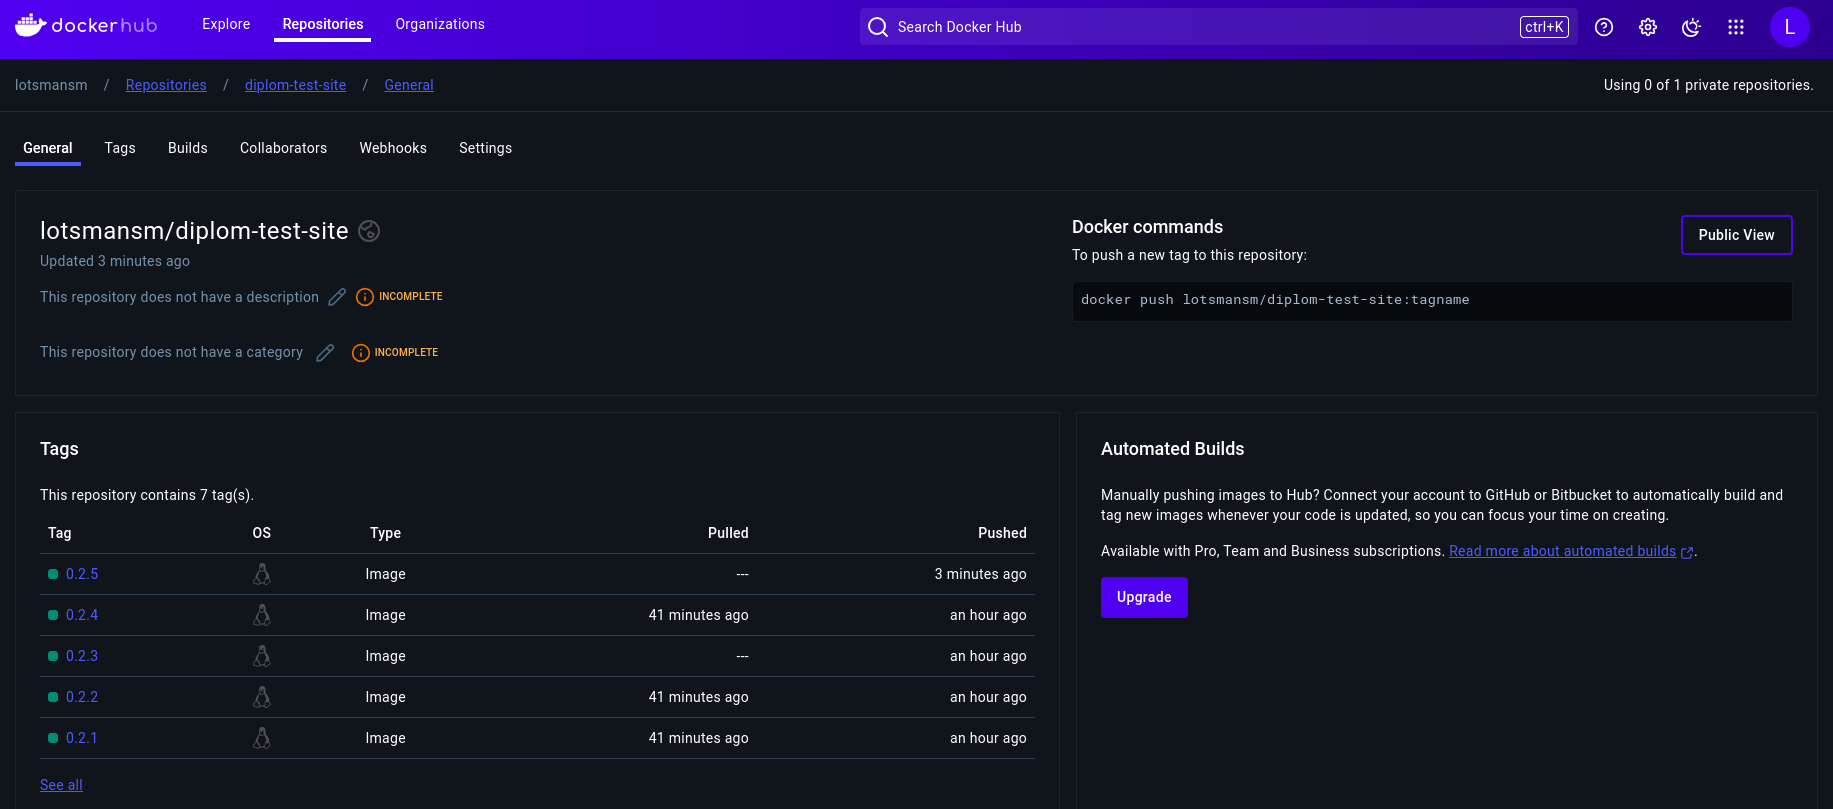 dockerhub Explore Repositories Organizations Search Docker Hub ctrl+K L
lotsmansm / Repositories / diplom-test-site / General Using 0 of 1 private repositories.
General Tags Builds Collaborators Webhooks Settings
lotsmansm/diplom-test-site
Updated 3 minutes ago
This repository does not have a description INCOMPLETE
This repository does not have a category INCOMPLETE
Docker commands
Public View
To push a new tag to this repository:
docker push lotsmansm/diplom-test-site:tagname
Tags
This repository contains 7 tag(s).
Tag OS Type Pulled Pushed
0.2.5 Image --- 3 minutes ago
0.2.4 Image 41 minutes ago an hour ago
0.2.3 Image --- an hour ago
0.2.2 Image 41 minutes ago an hour ago
0.2.1 Image 41 minutes ago an hour ago
See all
Automated Builds
Manually pushing images to Hub? Connect your account to GitHub or Bitbucket to automatically build and
tag new images whenever your code is updated, so you can focus your time on creating.
Available with Pro, Team and Business subscriptions. Read more about automated builds .
Upgrade